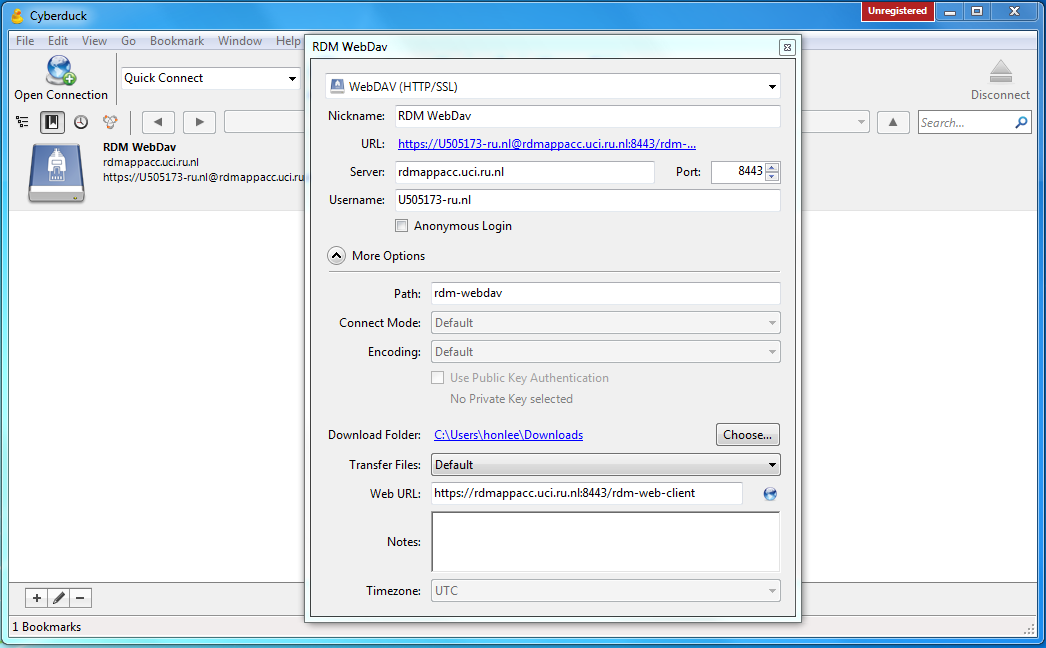 Cyberduck
Unregistered
File Edit View Go Bookmark Window Help
Open Connection
Quick Connect
Disconnect
Search...
RDM WebDav
rdmappacc.uci.ru.nl
https://U505173-ru.nl@rdmappacc.uci.ru
RDM WebDav
WebDAV (HTTP/SSL)
Nickname: RDM WebDav
URL: https://U505173-ru.nl@rdmappacc.uci.ru.nl:8443/rdm-...
Server: rdmappacc.uci.ru.nl Port: 8443
Username: U505173-ru.nl
Anonymous Login
More Options
Path: rdm-webdav
Connect Mode: Default
Encoding: Default
Use Public Key Authentication
No Private Key selected
Download Folder: C:\Users\honlee\Downloads Choose...
Transfer Files: Default
Web URL: https://rdmappacc.uci.ru.nl:8443/rdm-web-client
Notes:
Timezone: UTC
1 Bookmarks